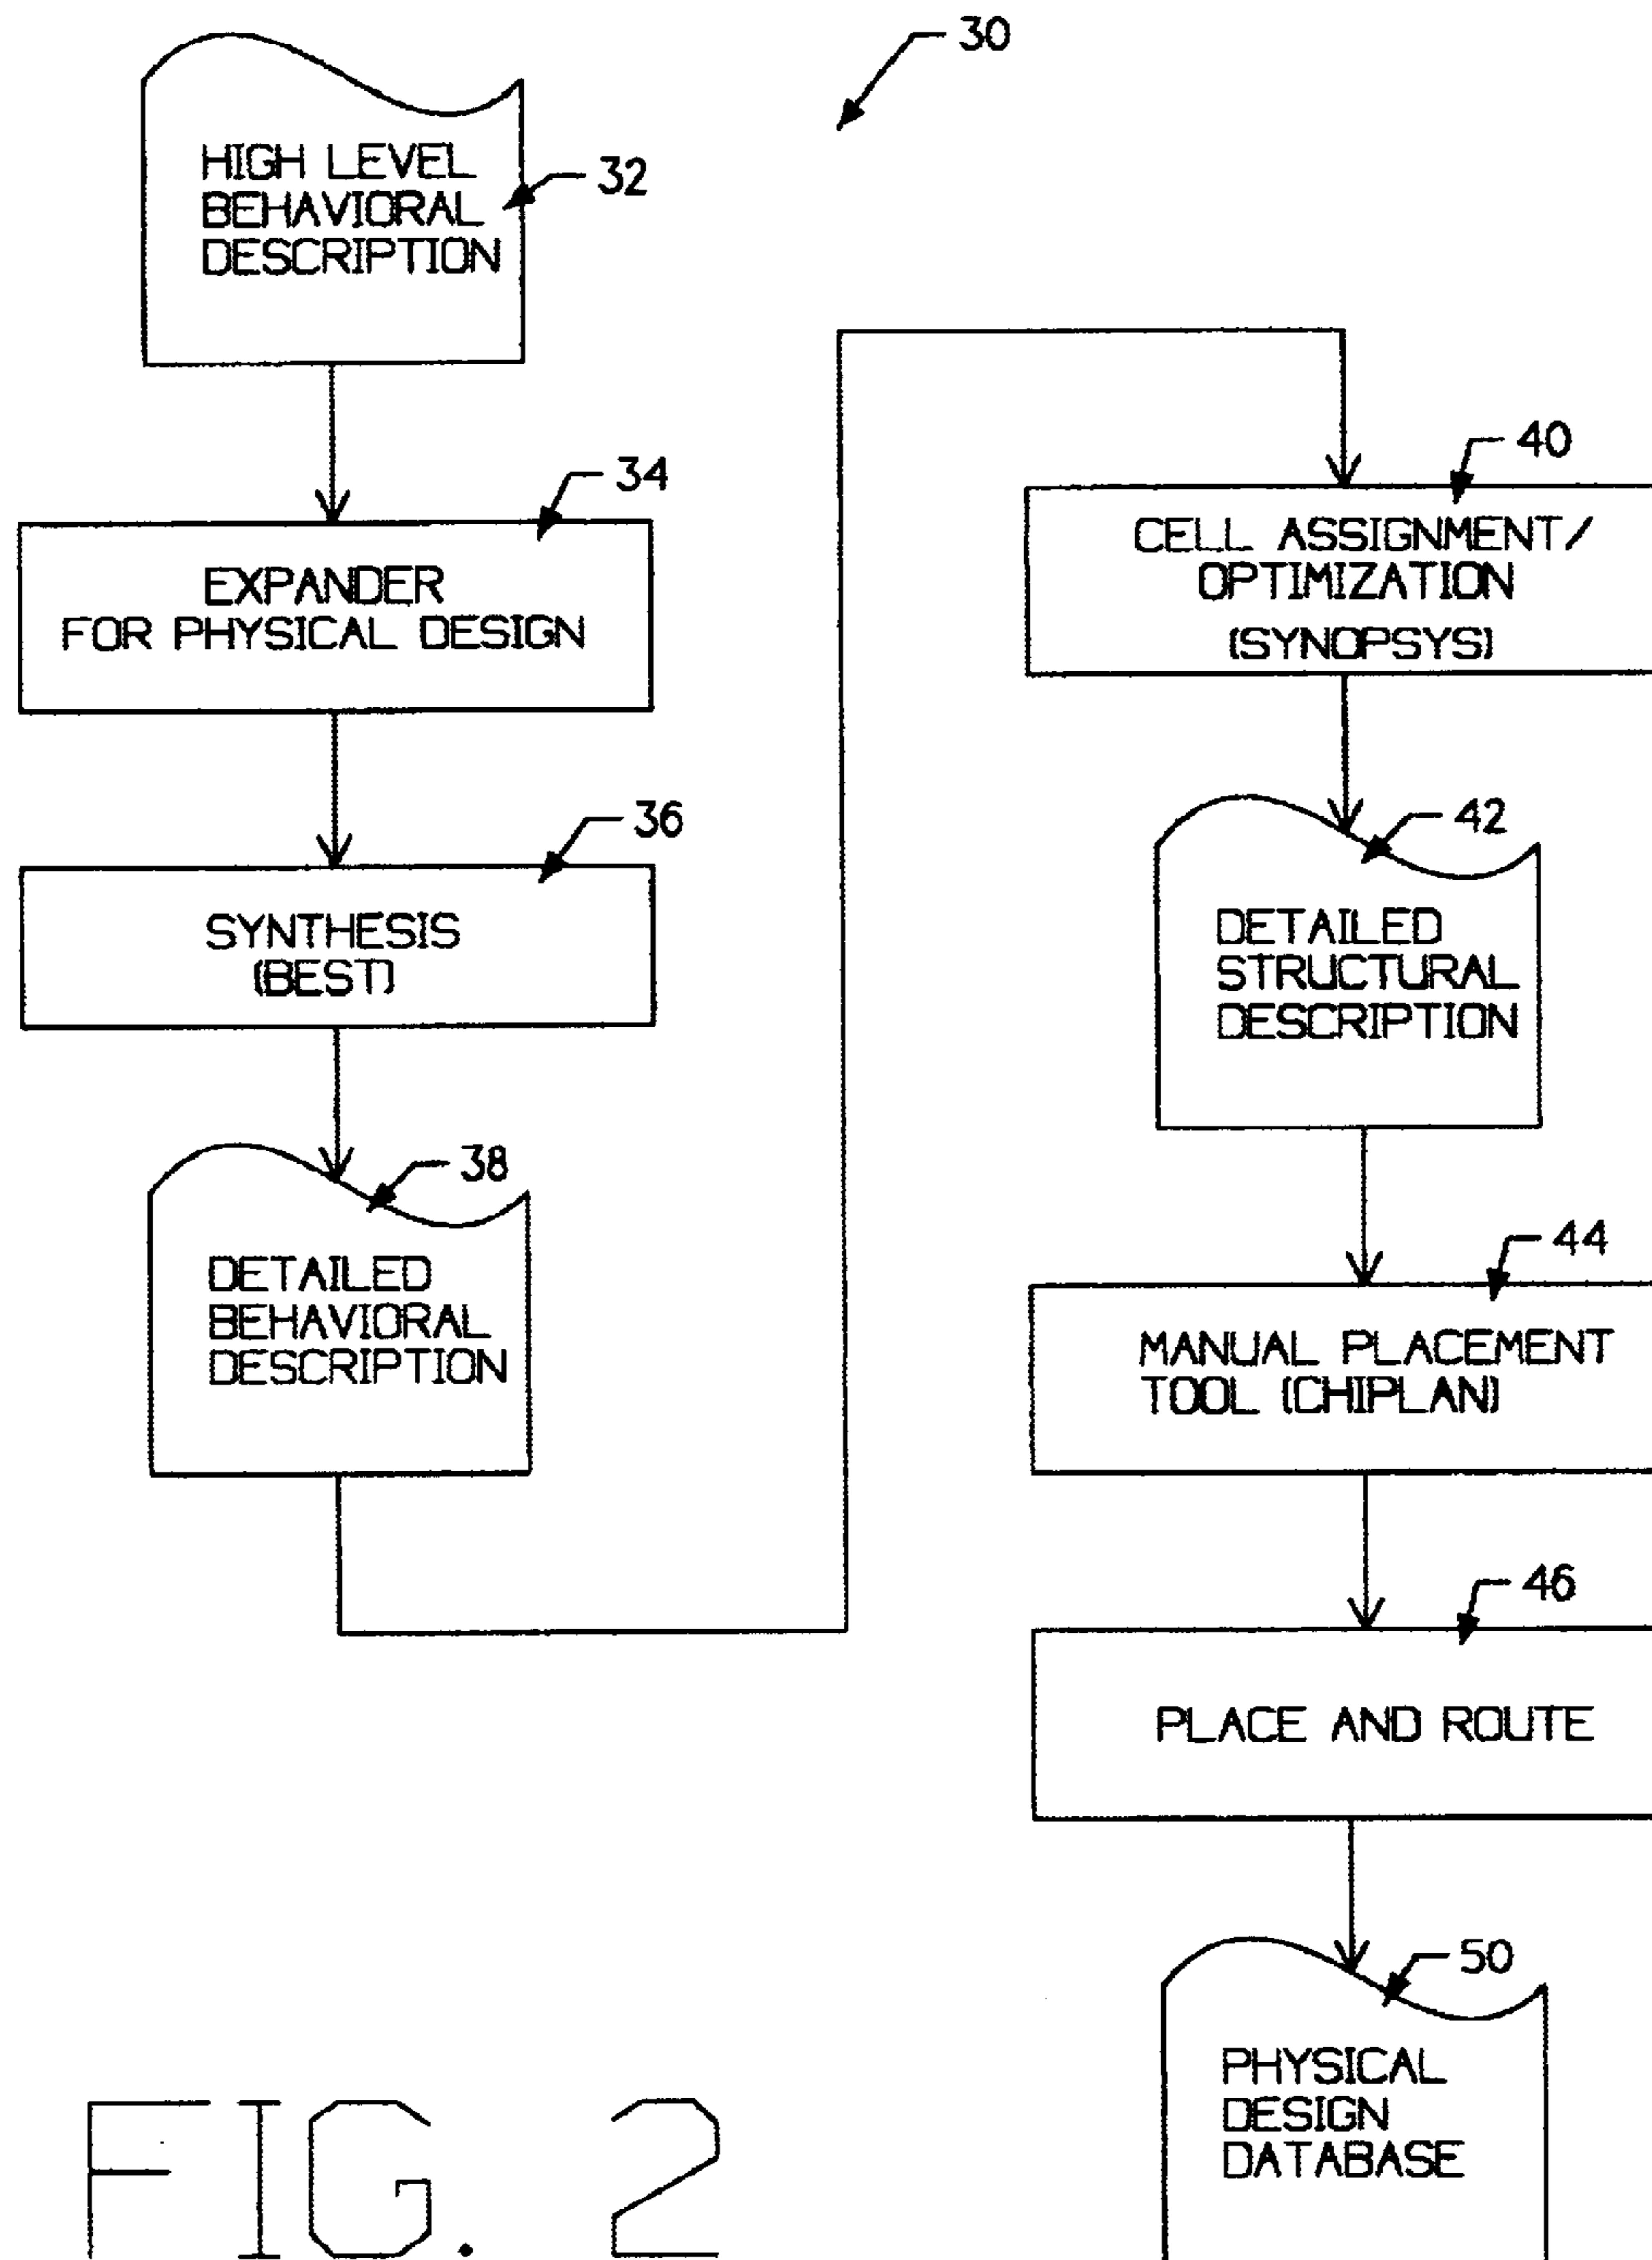 30
HIGH LEVEL
BEHAVIORAL
DESCRIPTION
32
34
EXPANDER
FOR PHYSICAL DESIGN
36
SYNTHESIS
(BEST)
38
DETAILED
BEHAVIORAL
DESCRIPTION
40
CELL ASSIGNMENT/
OPTIMIZATION
(SYNOPSYS)
42
DETAILED
STRUCTURAL
DESCRIPTION
44
MANUAL PLACEMENT
TOOL (CHIPLAN)
46
PLACE AND ROUTE
50
PHYSICAL
DESIGN
DATABASE
FIG. 2